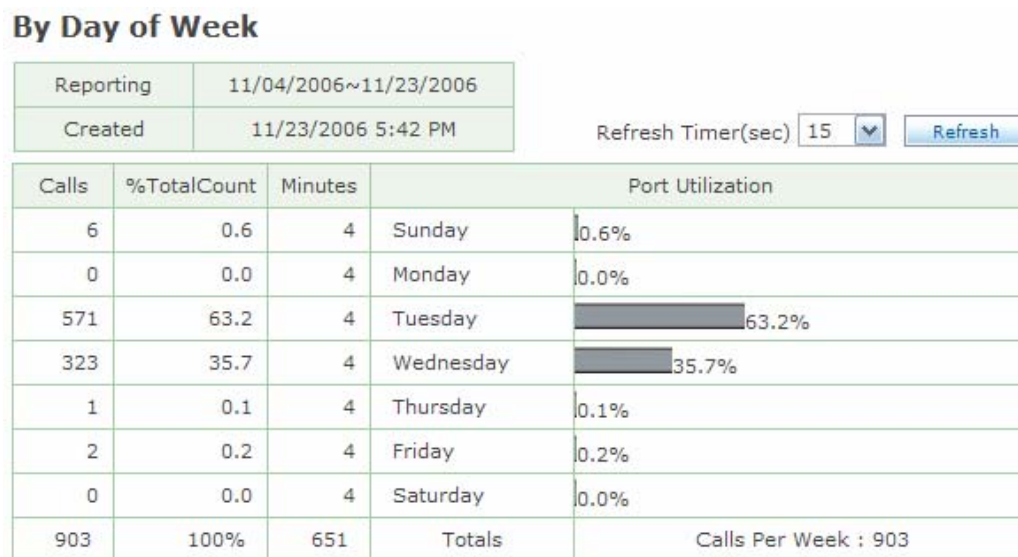 By Day of Week
Reporting 11/04/2006~11/23/2006
Created 11/23/2006 5:42 PM
Refresh Timer(sec) 15 Refresh
Calls %TotalCount Minutes Port Utilization
6 0.6 4 Sunday 0.6%
0 0.0 4 Monday 0.0%
571 63.2 4 Tuesday 63.2%
323 35.7 4 Wednesday 35.7%
1 0.1 4 Thursday 0.1%
2 0.2 4 Friday 0.2%
0 0.0 4 Saturday 0.0%
903 100% 651 Totals Calls Per Week : 903